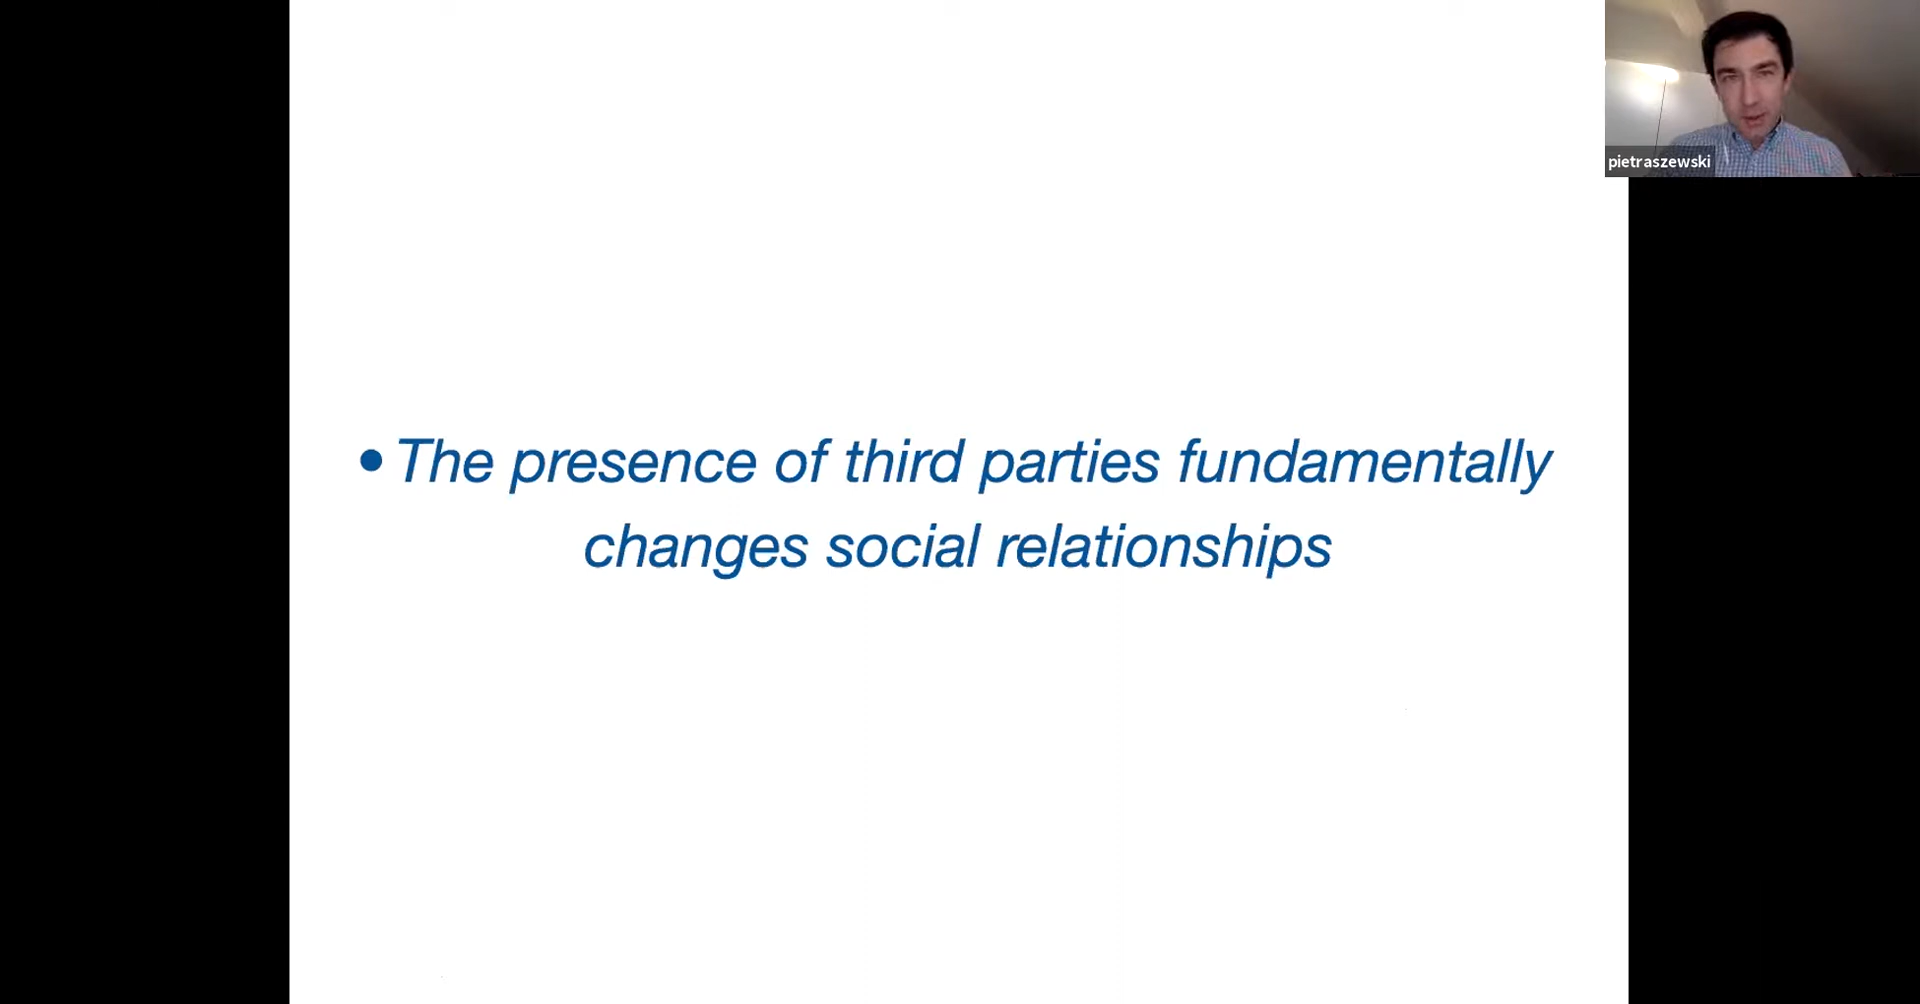 pietraszewski
• The presence of third parties fundamentally
changes social relationships